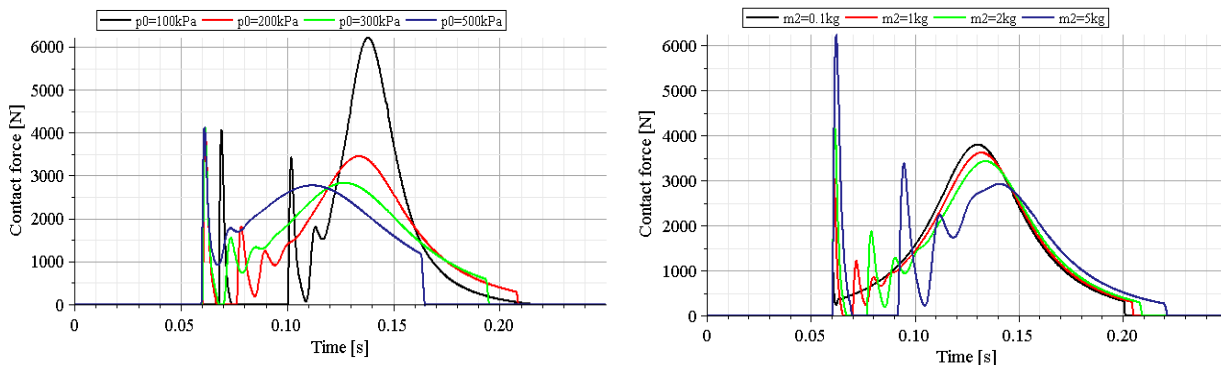 p0=100kPa p0=200kPa p0=300kPa p0=500kPa
6000
5000
4000
3000
2000
1000
0
Contact force [N]
0 0.05 0.10 0.15 0.20
Time [s]
m2=0.1kg m2=1kg m2=2kg m2=5kg
6000
5000
4000
3000
2000
1000
0
Contact force [N]
0 0.05 0.10 0.15 0.20
Time [s]